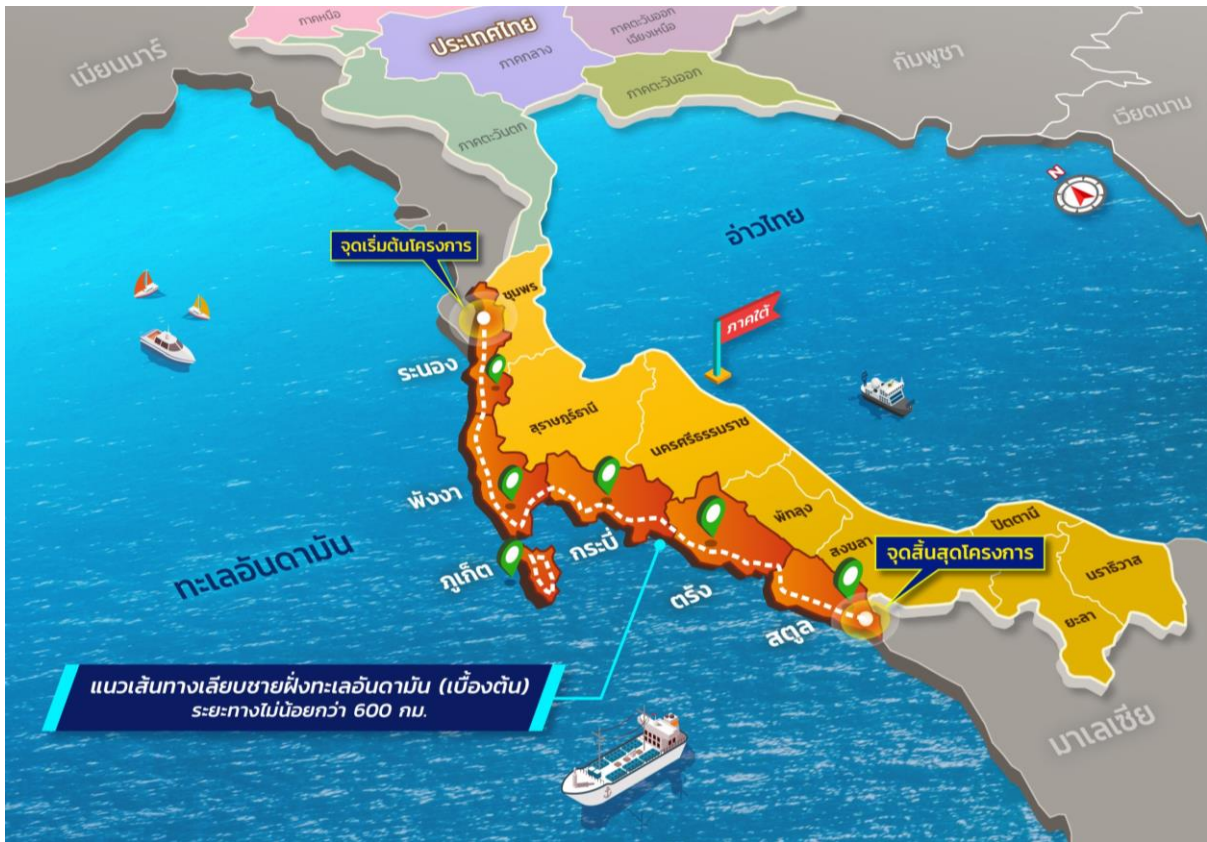 ภาคเหนือ
ประเทศไทย
ภาคกลาง
ภาคตะวันออก
เฉียงเหนือ
เมียนมาร์
กัมพูชา
ภาคตะวันออก
เวียดนาม
ภาคตะวันตก
N
อ่าวไทย
จุดเริ่มต้นโครงการ
ชุมพร
ภาคใต้
ระนอง
สุราษฎร์ธานี
นครศรีธรรมราช
พังงา
พัทลุง
ปัตตานี
สงขลา
จุดสิ้นสุดโครงการ
นราธิวาส
ทะเลอันดามัน
กระบี่
ภูเก็ต
ตรัง
สตูล
ยะลา
แนวเส้นทางเลียบชายฝั่งทะเลอันดามัน (เบื้องต้น)
ระยะทางไม่น้อยกว่า 600 กม.
มาเลเซีย